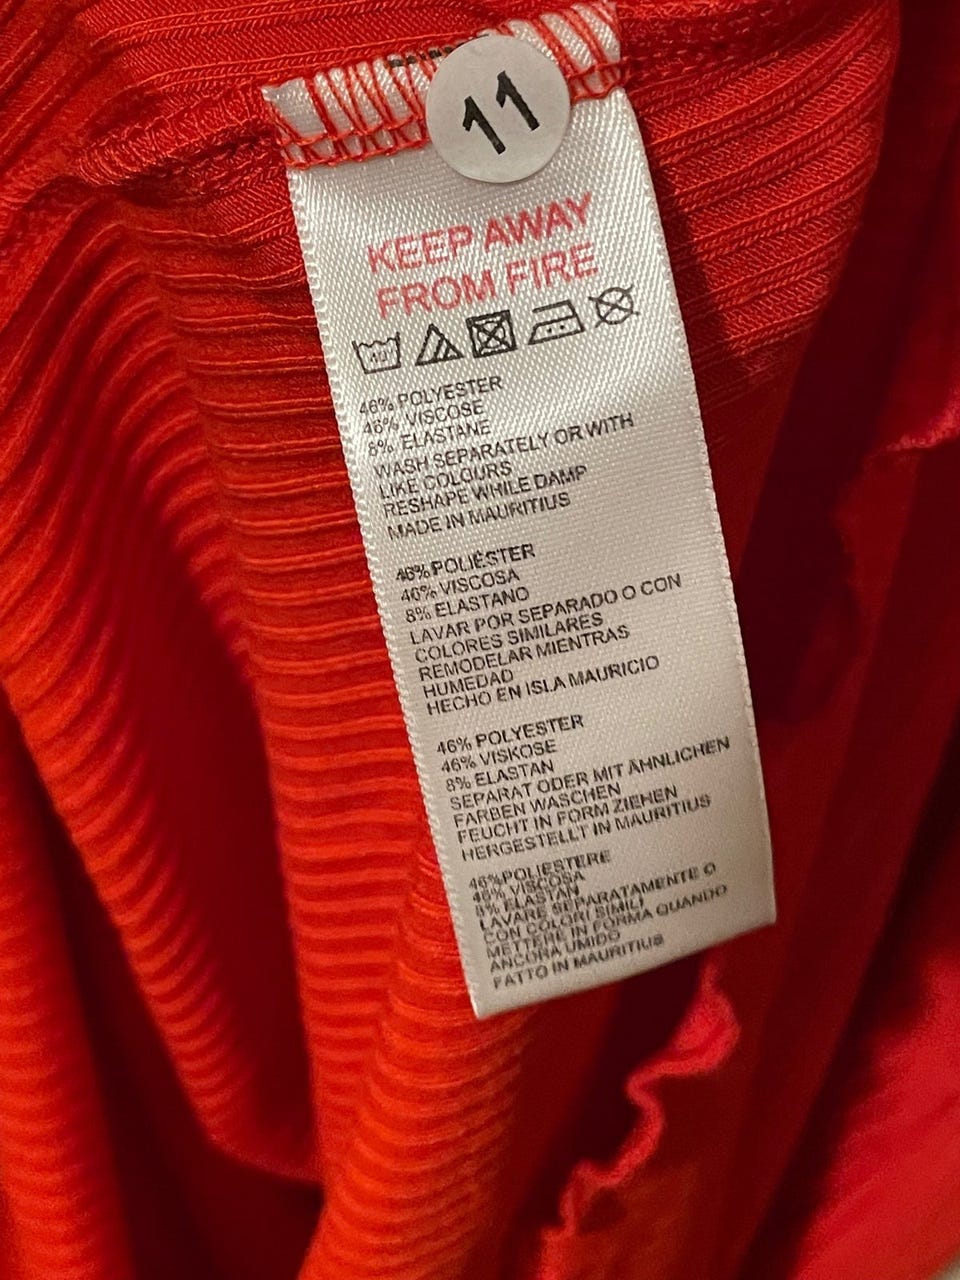 11
KEEP AWAY
FROM FIRE
40
46% POLYESTER
46% VISCOSE
8% ELASTANE
WASH SEPARATELY OR WITH
LIKE COLOURS
RESHAPE WHILE DAMP
MADE IN MAURITIUS
46% POLIÉSTER
46% VISCOSA
8% ELASTANO
LAVAR POR SEPARADO O CON
COLORES SIMILARES
REMODELAR MIENTRAS
HUMEDAD
HECHO EN ISLA MAURICIO
46% POLYESTER
46% VISKOSE
8% ELASTAN
SEPARAT ODER MIT ÄHNLICHEN
FARBEN WASCHEN
FEUCHT IN FORM ZIEHEN
HERGESTELLT IN MAURITIUS
46%POLIESTERE
46% VISCOSA
8% ELASTAN
LAVARE SEPARATAMENTE O
CON COLORI SIMILI
METTERE IN FORMA QUANDO
ANCORA UMIDO
FATTO IN MAURITIUS